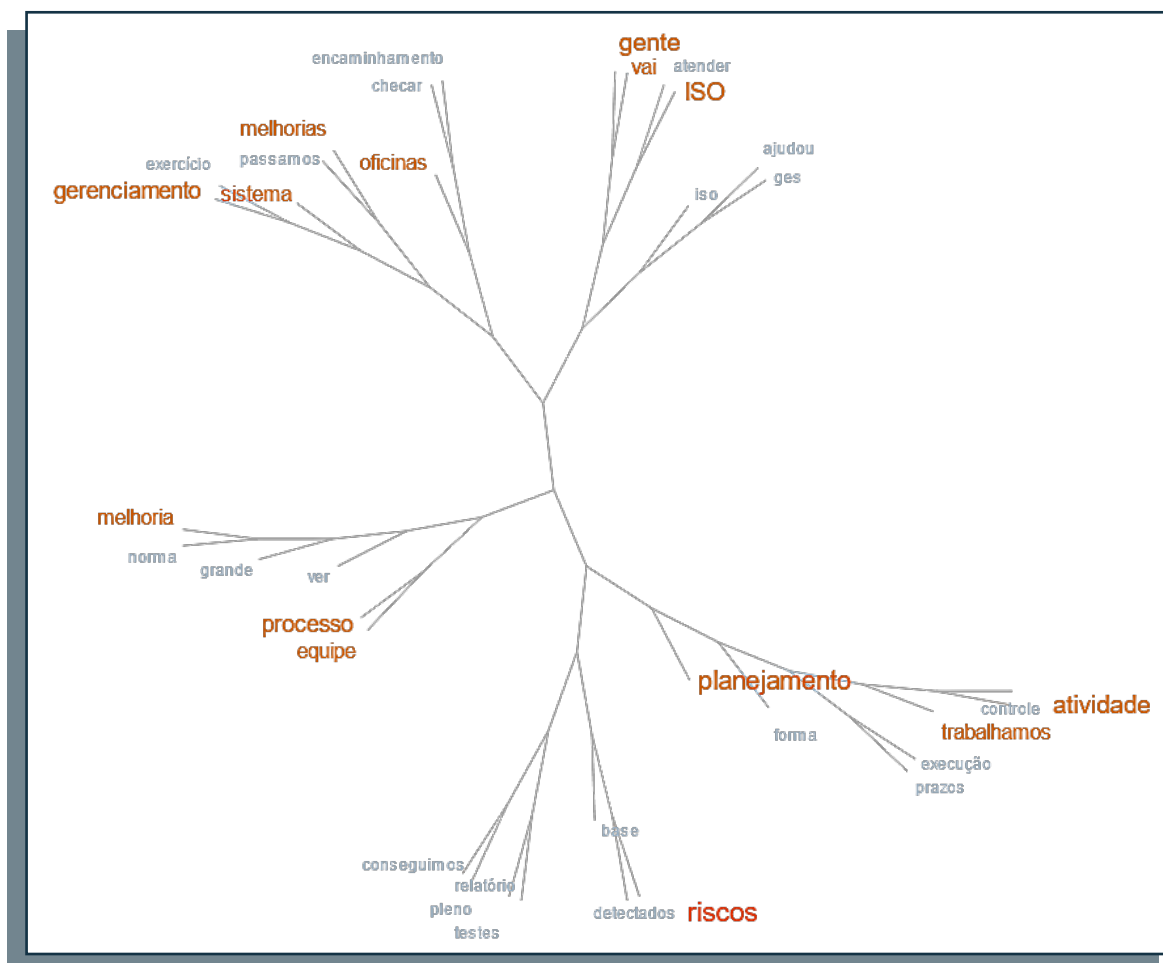 gente
encaminhamento
vai
atender
checar
ISO
melhorias
ajudou
exercício
passamos
oficinas
ges
gerenciamento
sistema
iso
melhoria
norma
grande
ver
processo
equipe
planejamento
controle
atividade
forma
trabalhamos
execução
prazos
base
conseguimos
relatório
pleno
detectados
riscos
testes